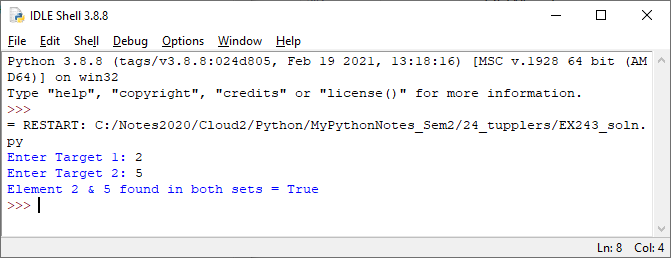 IDLE Shell 3.8.8
File Edit Shell Debug Options Window Help
Python 3.8.8 (tags/v3.8.8:024d805, Feb 19 2021, 13:18:16) [MSC v.1928 64 bit (AM
D64)] on win32
Type "help", "copyright", "credits" or "license()" for more information.
>>>
= RESTART: C:/Notes2020/Cloud2/Python/MyPythonNotes_Sem2/24_tupplers/EX243_soln.
py
Enter Target 1: 2
Enter Target 2: 5
Element 2 & 5 found in both sets = True
>>>
Ln: 8 Col: 4